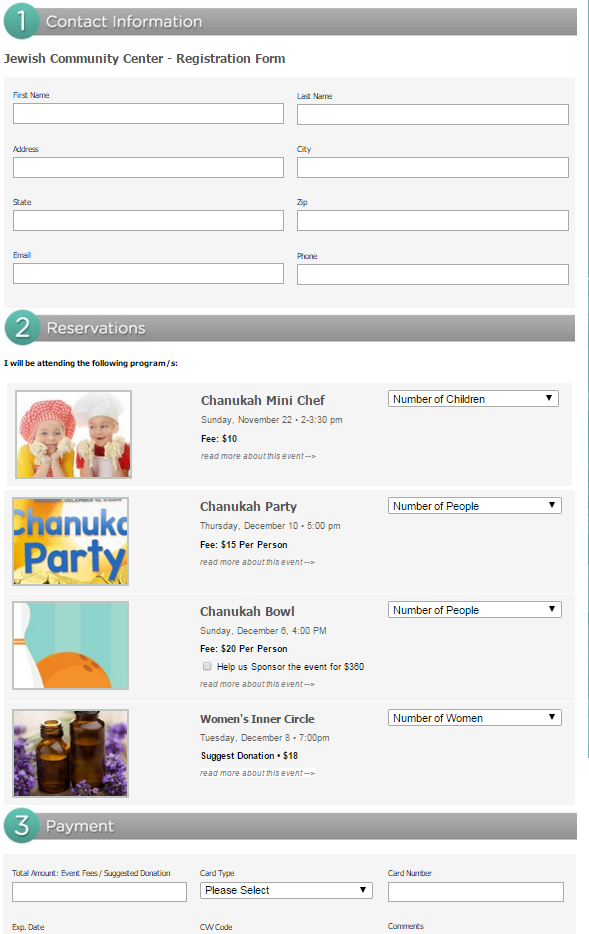 1 Contact Information
Jewish Community Center - Registration Form
First Name
Last Name
Address
City
State
Zip
Email
Phone
2 Reservations
I will be attending the following program/s:
Chanukah Mini Chef
Number of Children
Sunday, November 22 • 2-3:30 pm
Fee: $10
read more about this event -->
Chanuka
Party
Chanukah Party
Number of People
Thursday, December 10 • 5:00 pm
Fee: $15 Per Person
read more about this event -->
Chanukah Bowl
Number of People
Sunday, December 6, 4:00 PM
Fee: $20 Per Person
Help us Sponsor the event for $360
read more about this event -->
Women's Inner Circle
Number of Women
Tuesday, December 8 • 7:00pm
Suggest Donation • $18
read more about this event -->
3 Payment
Total Amount: Event Fees / Suggested Donation
Card Type
Card Number
Please Select
Exp. Date
CVV Code
Comments